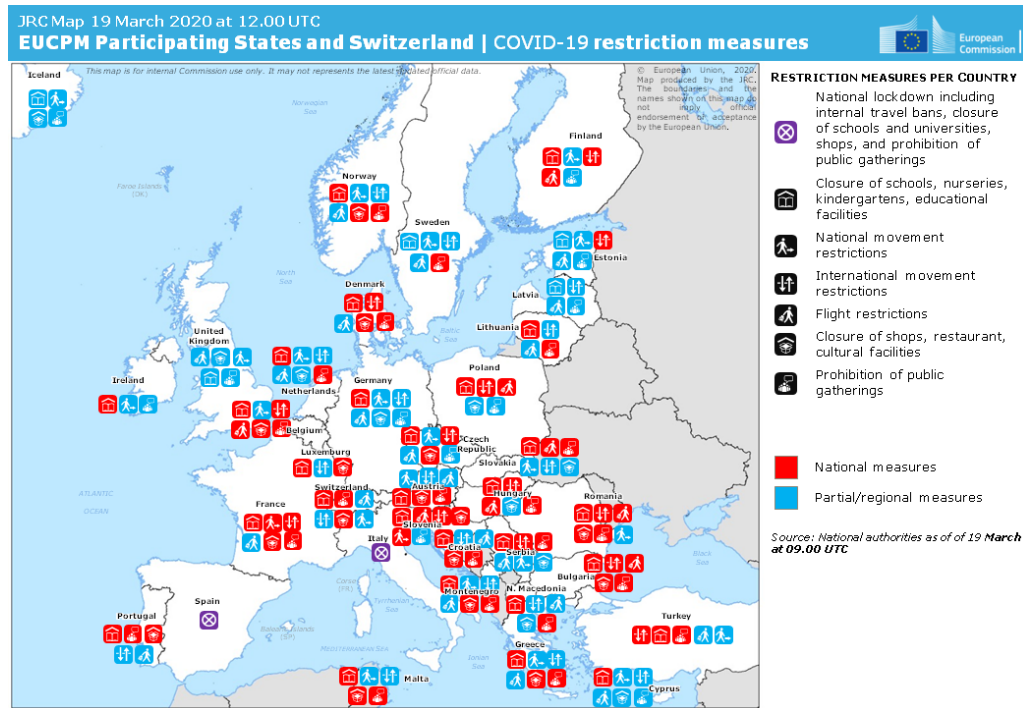 JRC Map 19 March 2020 at 12.00 UTC
EUCPM Participating States and Switzerland | COVID-19 restriction measures
European
Commission
This map is for internal Commission use only. It may not represents the latest updated official data.
© European Union, 2020.
Map produced by the JRC.
The boundaries and the
names shown on this map do
not imply official
endorsement or acceptance
by the European Union.
Iceland
Norwegian
Sea
Finland
Faroe Islands
(DK)
Norway
Sweden
Estonia
North
Sea
Denmark
Latvia
Baltic
Sea
Lithuania
United
Kingdom
Ireland
Netherlands
Germany
Poland
Belgium
Czech
Republic
Luxemburg
Slovakia
Switzerland
Austria
Hungary
Romania
ATLANTIC
OCEAN
France
Slovenia
Italy
Croatia
Serbia
Black
Sea
Bulgaria
Montenegro
N. Macedonia
Spain
Portugal
Corse
(FR)
Tyrrhenian
Sea
Balearic Islands
(SP)
Turkey
MEDITERRANEAN SEA
Ionian
Sea
Greece
Malta
Cyprus
RESTRICTION MEASURES PER COUNTRY
National lockdown including
internal travel bans, closure
of schools and universities,
shops, and prohibition of
public gatherings
Closure of schools, nurseries,
kindergartens, educational
facilities
National movement
restrictions
International movement
restrictions
Flight restrictions
Closure of shops, restaurant,
cultural facilities
Prohibition of public
gatherings
National measures
Partial/regional measures
Source: National authorities as of of 19 March
at 09.00 UTC